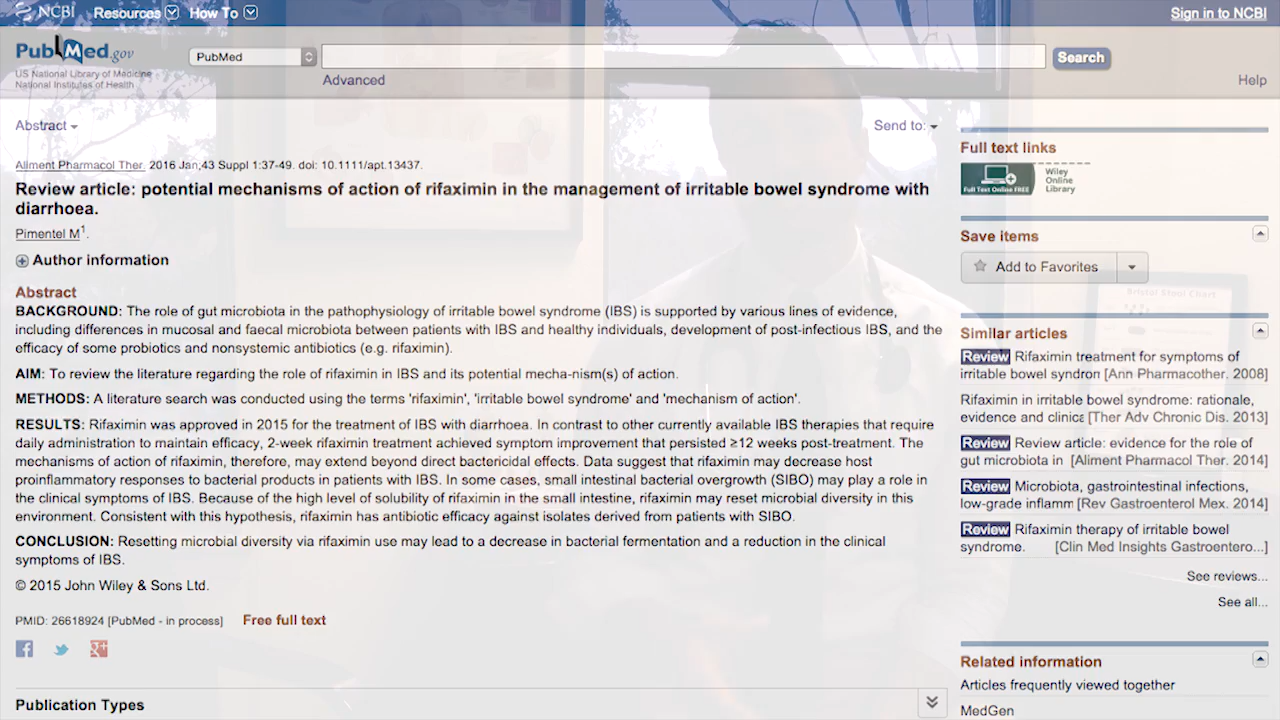 NCBI Resources How To Sign in to NCBI
PubMed.gov
US National Library of Medicine
National Institutes of Health
PubMed
Search
Advanced
Help
Abstract
Send to:
Aliment Pharmacol Ther. 2016 Jan;43 Suppl 1:37-49. doi: 10.1111/apt.13437.
Review article: potential mechanisms of action of rifaximin in the management of irritable bowel syndrome with
diarrhoea.
Pimentel M1.
Author information
Abstract
BACKGROUND: The role of gut microbiota in the pathophysiology of irritable bowel syndrome (IBS) is supported by various lines of evidence,
including differences in mucosal and faecal microbiota between patients with IBS and healthy individuals, development of post-infectious IBS, and the
efficacy of some probiotics and nonsystemic antibiotics (e.g. rifaximin).
AIM: To review the literature regarding the role of rifaximin in IBS and its potential mecha-nism(s) of action.
METHODS: A literature search was conducted using the terms 'rifaximin', 'irritable bowel syndrome' and 'mechanism of action'.
RESULTS: Rifaximin was approved in 2015 for the treatment of IBS with diarrhoea. In contrast to other currently available IBS therapies that require
daily administration to maintain efficacy, 2-week rifaximin treatment achieved symptom improvement that persisted ≥12 weeks post-treatment. The
mechanisms of action of rifaximin, therefore, may extend beyond direct bactericidal effects. Data suggest that rifaximin may decrease host
proinflammatory responses to bacterial products in patients with IBS. In some cases, small intestinal bacterial overgrowth (SIBO) may play a role in
the clinical symptoms of IBS. Because of the high level of solubility of rifaximin in the small intestine, rifaximin may reset microbial diversity in this
environment. Consistent with this hypothesis, rifaximin has antibiotic efficacy against isolates derived from patients with SIBO.
CONCLUSION: Resetting microbial diversity via rifaximin use may lead to a decrease in bacterial fermentation and a reduction in the clinical
symptoms of IBS.
© 2015 John Wiley & Sons Ltd.
PMID: 26618924 [PubMed - in process] Free full text
Publication Types
Full text links
Full Text Online FREE
Wiley
Online
Library
Save items
Add to Favorites
Bristol Stool Chart
Similar articles
Review Rifaximin treatment for symptoms of
irritable bowel syndron [Ann Pharmacother. 2008]
Rifaximin in irritable bowel syndrome: rationale,
evidence and clinica [Ther Adv Chronic Dis. 2013]
Review Review article: evidence for the role of
gut microbiota in [Aliment Pharmacol Ther. 2014]
Review Microbiota, gastrointestinal infections,
low-grade inflamm [Rev Gastroenterol Mex. 2014]
Review Rifaximin therapy of irritable bowel
syndrome. [Clin Med Insights Gastroentero...]
See reviews...
See all...
Related information
Articles frequently viewed together
MedGen